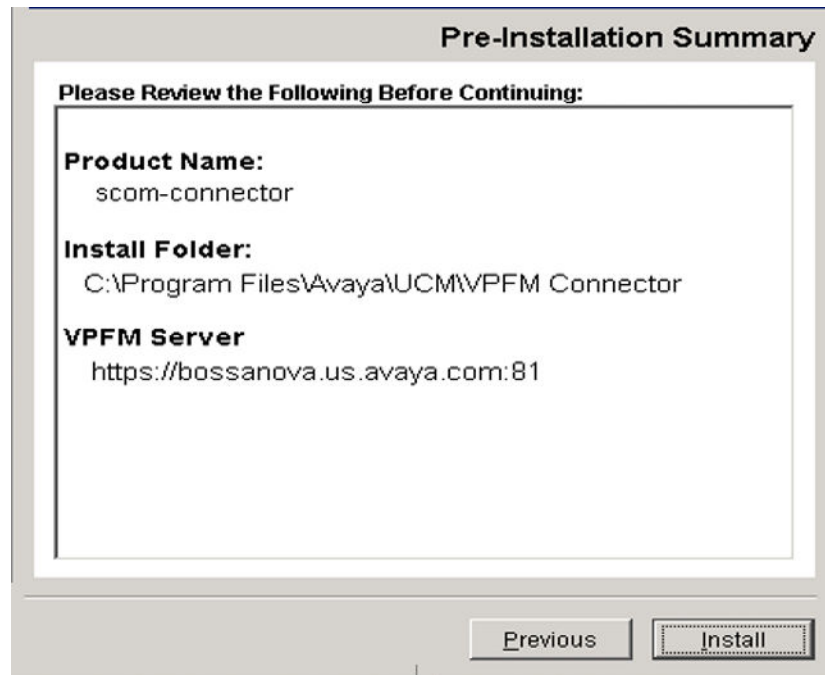 Pre-Installation Summary
Please Review the Following Before Continuing:
Product Name:
scom-connector
Install Folder:
C:\Program Files\Avaya\UCM\VPFM Connector
VPFM Server
https://bossanova.us.avaya.com:81
Previous
Install